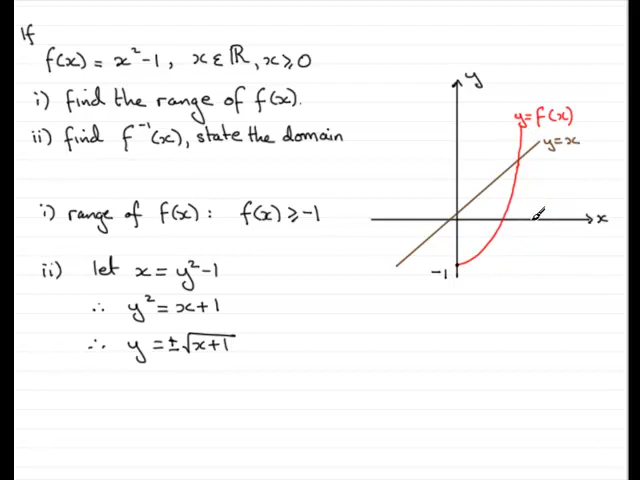 If
f(x) = x² - 1, x ∈ ℝ, x ⩾ 0
i) find the range of f(x).
ii) find f⁻¹(x), state the domain
i) range of f(x): f(x) ⩾ -1
ii) let x = y² - 1
∴ y² = x + 1
∴ y = ±√(x+1)
y
y = f(x)
y = x
x
-1